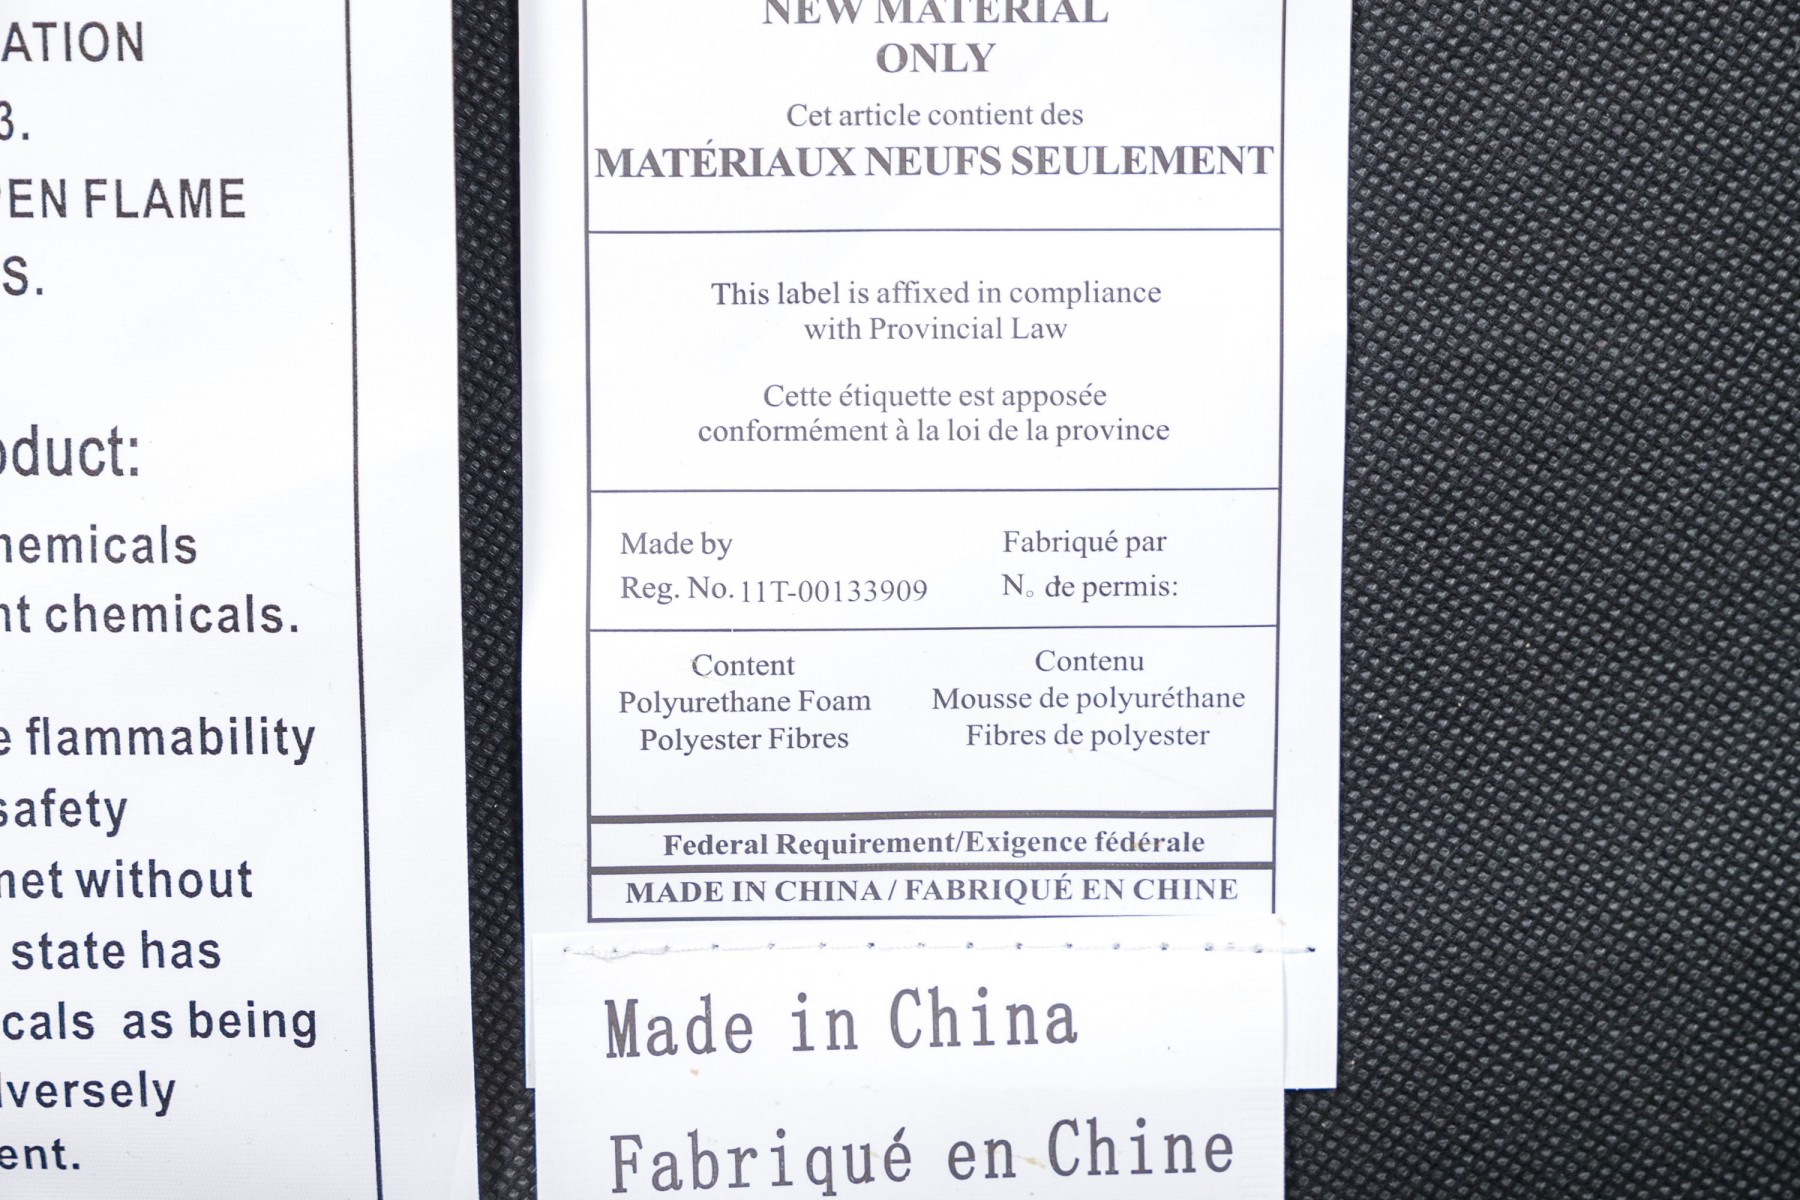 ATION
3.
EN FLAME
S.
oduct:
hemicals
nt chemicals.
e flammability
safety
net without
state has
cals as being
versely
ent.
NEW MATERIAL
ONLY
Cet article contient des
MATÉRIAUX NEUFS SEULEMENT
This label is affixed in compliance
with Provincial Law
Cette étiquette est apposée
conformément à la loi de la province
Made by
Reg. No. 11T-00133909
Fabriqué par
N。 de permis:
Content
Polyurethane Foam
Polyester Fibres
Contenu
Mousse de polyuréthane
Fibres de polyester
Federal Requirement/Exigence fédérale
MADE IN CHINA / FABRIQUÉ EN CHINE
Made in China
Fabriqué en Chine